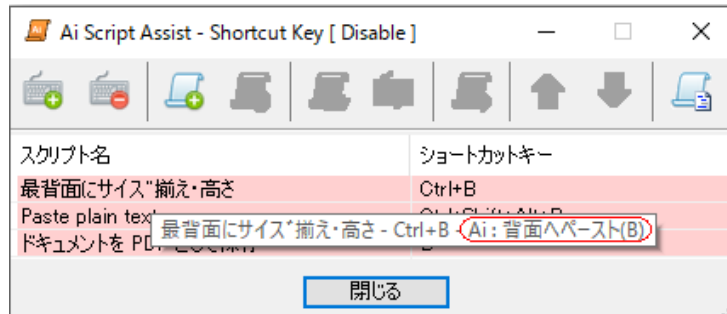 Ai Script Assist - Shortcut Key [ Disable ]
スクリプト名 ショートカットキー
最背面にサイズ"揃え・高さ Ctrl+B
Paste plain text
最背面にサイズ"揃え・高さ - Ctrl+B - Ai : 背面へペースト(B)
ドキュメントを
閉じる